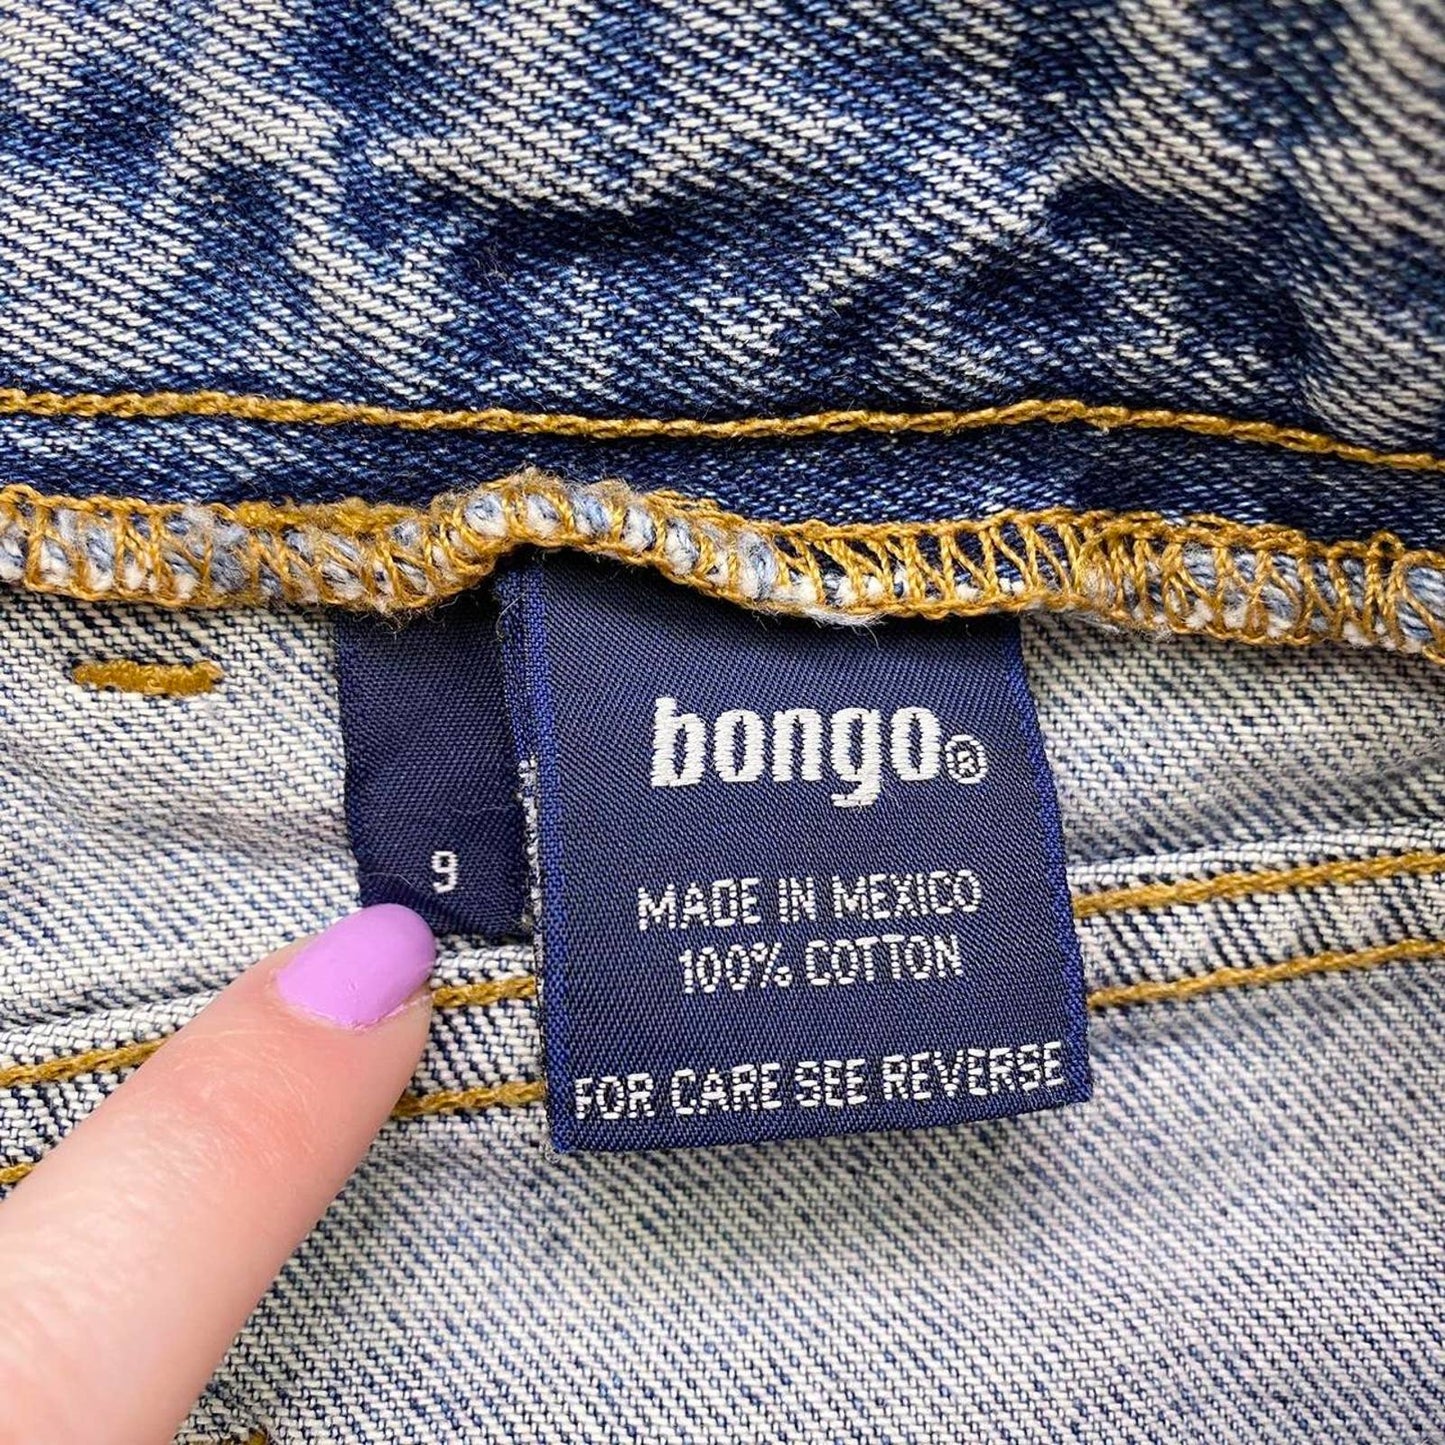 bongo®
9
MADE IN MEXICO
100% COTTON
FOR CARE SEE REVERSE